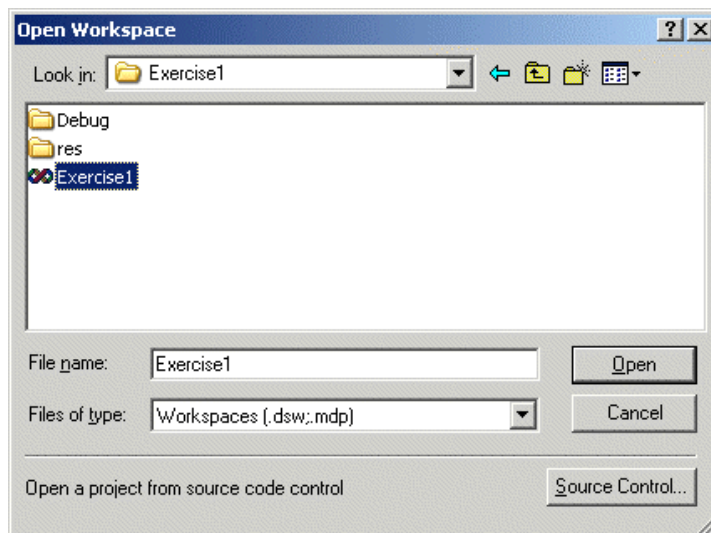 Open Workspace
Look in: Exercise1
Debug
res
Exercise1
File name: Exercise1 Open
Files of type: Workspaces (.dsw;.mdp) Cancel
Open a project from source code control Source Control...